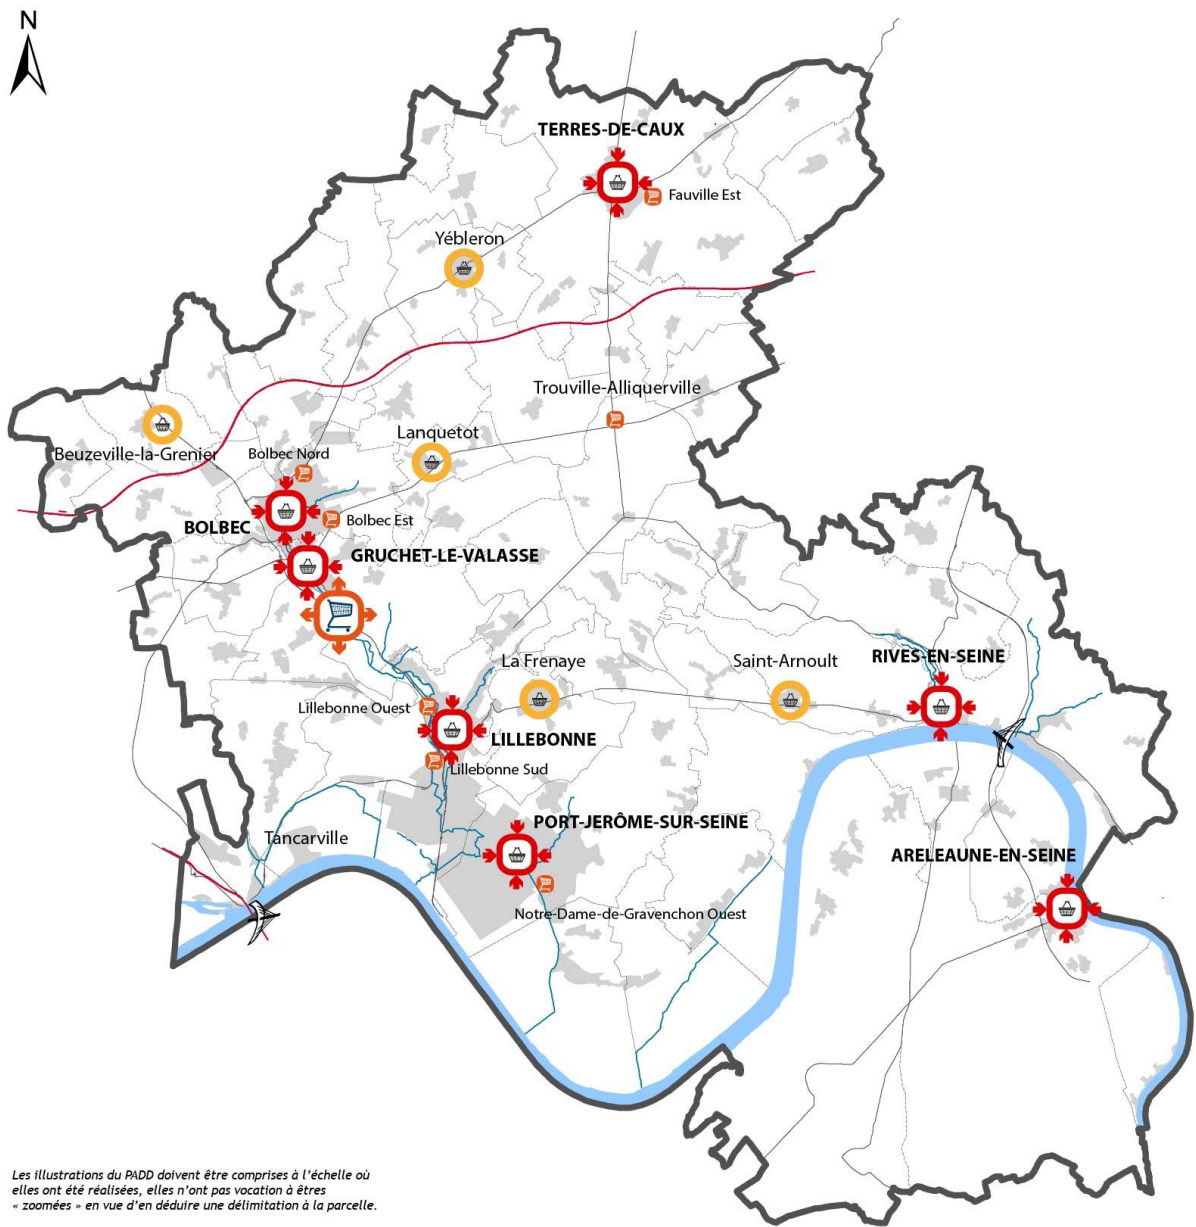 N
TERRES-DE-CAUX
Fauville Est
Yébleron
Trouville-Alliquerville
Lanquetot
Beuzeville-la-Grenier
Bolbec Nord
Bolbec Est
BOLBEC
GRUCHET-LE-VALASSE
La Frenaye
Saint-Arnoult
RIVES-EN-SEINE
Lillebonne Ouest
LILLEBONNE
Lillebonne Sud
PORT-JERÔME-SUR-SEINE
Tancarville
ARELEAUNE-EN-SEINE
Notre-Dame-de-Gravenchon Ouest
Les illustrations du PADD doivent être comprises à l'échelle où
elles ont été réalisées, elles n'ont pas vocation à êtres
« zoomées » en vue d'en déduire une délimitation à la parcelle.